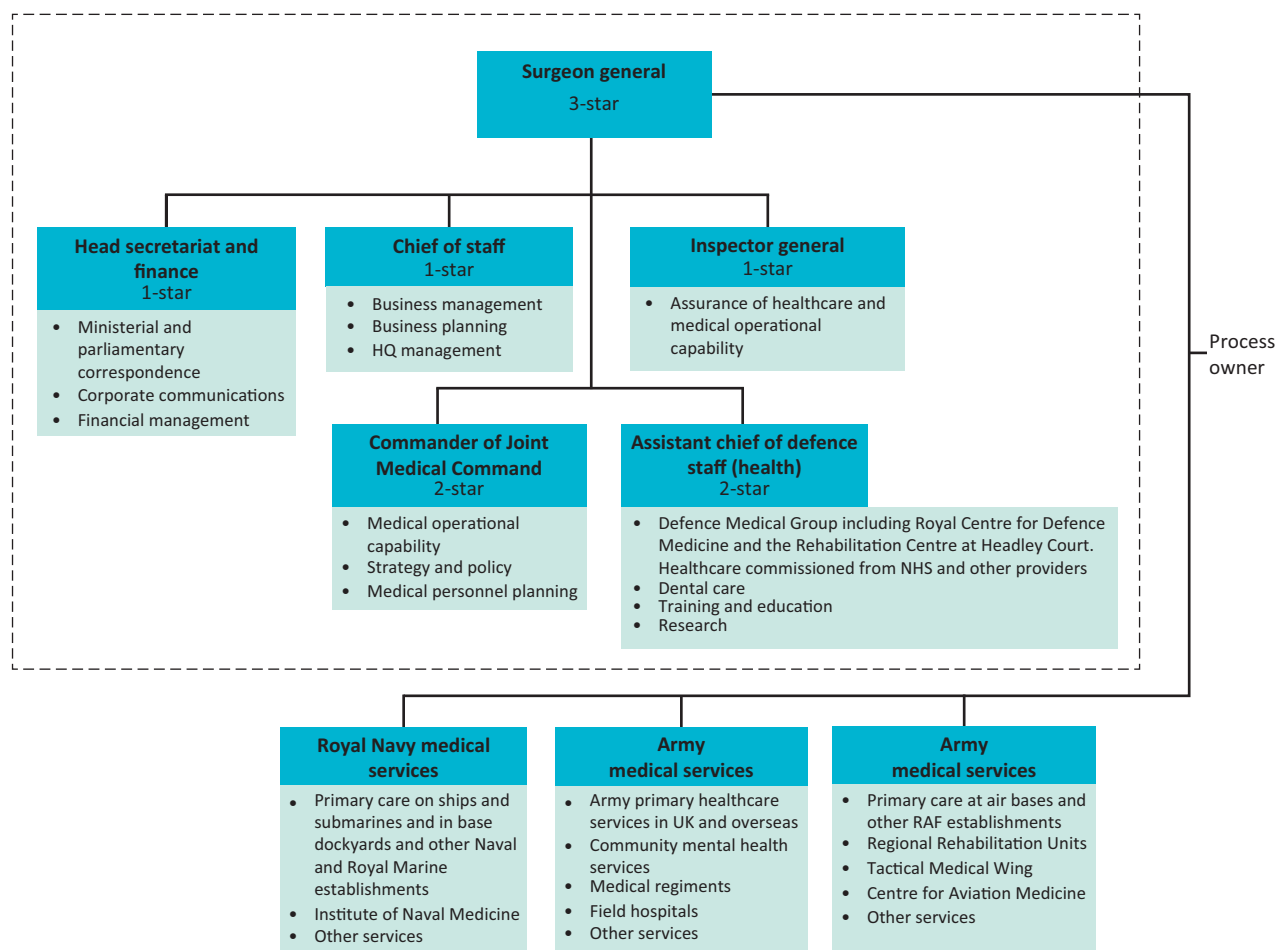 Surgeon general
3-star
Head secretariat and
finance
1-star
• Ministerial and
parliamentary
correspondence
• Corporate communications
• Financial management
Chief of staff
1-star
• Business management
• Business planning
• HQ management
Inspector general
1-star
• Assurance of healthcare and
medical operational
capability
Process
owner
Commander of Joint
Medical Command
2-star
• Medical operational
capability
• Strategy and policy
• Medical personnel planning
Assistant chief of defence
staff (health)
2-star
• Defence Medical Group including Royal Centre for Defence
Medicine and the Rehabilitation Centre at Headley Court.
Healthcare commissioned from NHS and other providers
• Dental care
• Training and education
• Research
Royal Navy medical
services
• Primary care on ships and
submarines and in base
dockyards and other Naval
and Royal Marine
establishments
• Institute of Naval Medicine
• Other services
Army
medical services
• Army primary healthcare
services in UK and overseas
• Community mental health
services
• Medical regiments
• Field hospitals
• Other services
Army
medical services
• Primary care at air bases and
other RAF establishments
• Regional Rehabilitation Units
• Tactical Medical Wing
• Centre for Aviation Medicine
• Other services